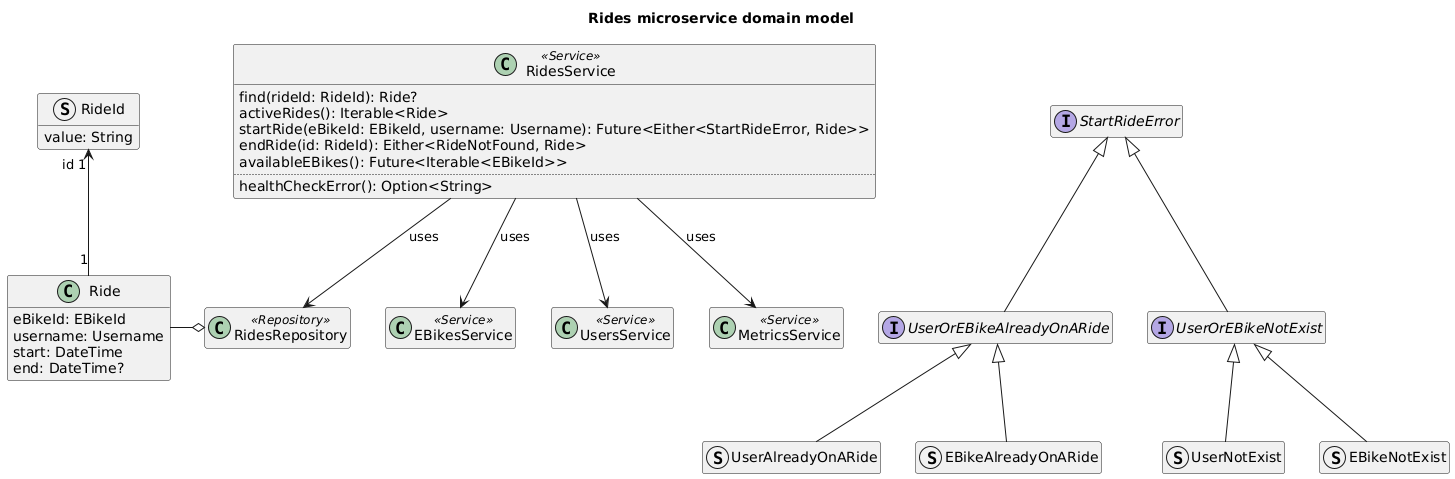 Rides microservice domain model
S RideId
value: String
id 1
1
C Ride
eBikeId: EBikeId
username: Username
start: DateTime
end: DateTime?
C «Service»
RidesService
find(rideId: RideId): Ride?
activeRides(): Iterable<Ride>
startRide(eBikeId: EBikeId, username: Username): Future<Either<StartRideError, Ride>>
endRide(id: RideId): Either<RideNotFound, Ride>
availableEBikes(): Future<Iterable<EBikeId>>
healthCheckError(): Option<String>
uses
uses
uses
uses
C «Repository»
RidesRepository
C «Service»
EBikesService
C «Service»
UsersService
C «Service»
MetricsService
I StartRideError
I UserOrEBikeAlreadyOnARide
I UserOrEBikeNotExist
S UserAlreadyOnARide
S EBikeAlreadyOnARide
S UserNotExist
S EBikeNotExist